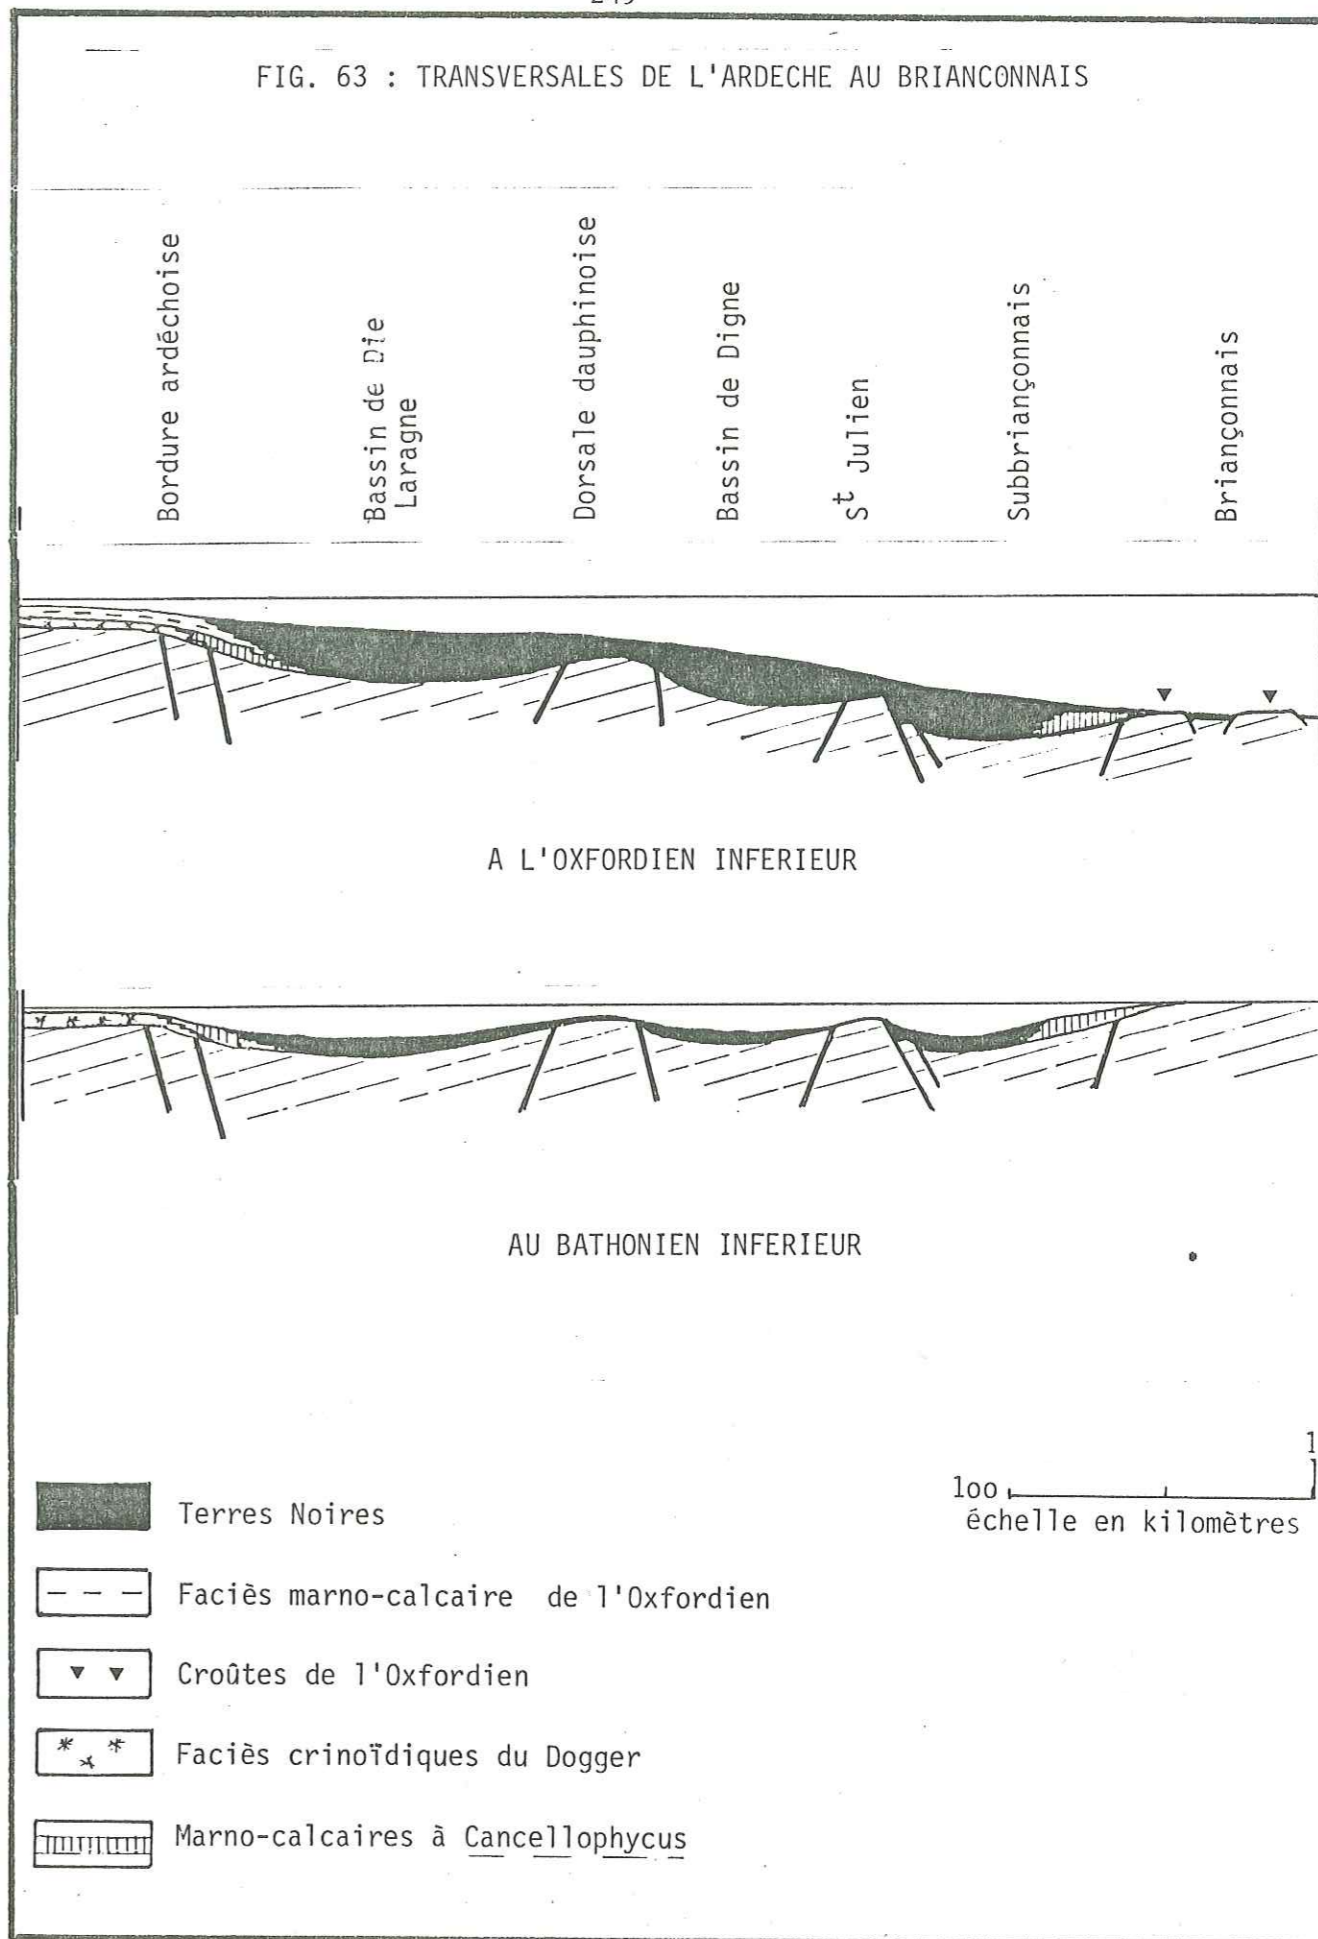 FIG. 63 : TRANSVERSALES DE L'ARDECHE AU BRIANCONNAIS
Bordure ardéchoise
Bassin de Die
Laragne
Dorsale dauphinoise
Bassin de Digne
St Julien
Subbriançonnais
Briançonnais
A L'OXFORDIEN INFERIEUR
AU BATHONIEN INFERIEUR
1
100
échelle en kilomètres
Terres Noires
Faciès marno-calcaire de l'Oxfordien
Croûtes de l'Oxfordien
Faciès crinoïdiques du Dogger
Marno-calcaires à Cancellophycus